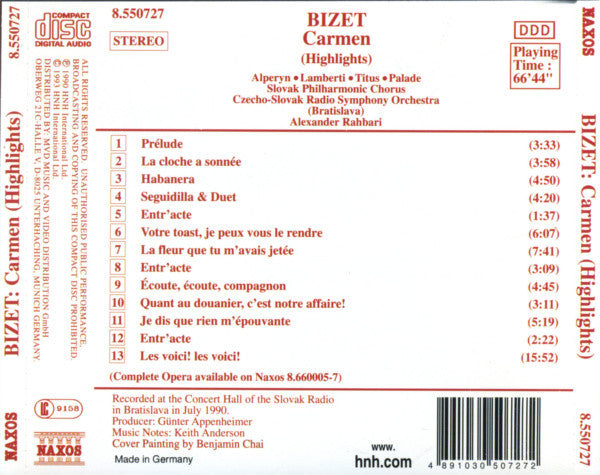 8.550727
BIZET: Carmen (Highlights)
NAXOS
ALL RIGHTS RESERVED. UNAUTHORISED PUBLIC PERFORMANCE,
BROADCASTING AND COPYING OF THIS COMPACT DISC PROHIBITED.
℗ 1990 HNH International Ltd.
© 1993 HNH International Ltd.
DISTRIBUTED BY: MVD MUSIC AND VIDEO DISTRIBUTION GmbH
OBERWEG 21C-HALLE V, D-8025 UNTERHACHING, MUNICH GERMANY.
COMPACT
disc
DIGITAL AUDIO
8.550727
STEREO
BIZET
Carmen
(Highlights)
DDD
Playing
Time :
66'44"
Alperyn • Lamberti • Titus • Palade
Slovak Philharmonic Chorus
Czecho-Slovak Radio Symphony Orchestra
(Bratislava)
Alexander Rahbari
1 Prélude (3:33)
2 La cloche a sonnée (3:58)
3 Habanera (4:50)
4 Seguidilla & Duet (4:20)
5 Entr'acte (1:37)
6 Votre toast, je peux vous le rendre (6:07)
7 La fleur que tu m'avais jetée (7:41)
8 Entr'acte (3:09)
9 Écoute, écoute, compagnon (4:45)
10 Quant au douanier, c'est notre affaire! (3:11)
11 Je dis que rien m'épouvante (5:19)
12 Entr'acte (2:22)
13 Les voici! les voici! (15:52)
(Complete Opera available on Naxos 8.660005-7)
Recorded at the Concert Hall of the Slovak Radio
in Bratislava in July 1990.
Producer: Günter Appenheimer
Music Notes: Keith Anderson
Cover Painting by Benjamin Chai
Made in Germany
LC 9158
NAXOS
www.
hnh.com
4 891030 507272
NAXOS
BIZET: Carmen (Highlights)
8.550727